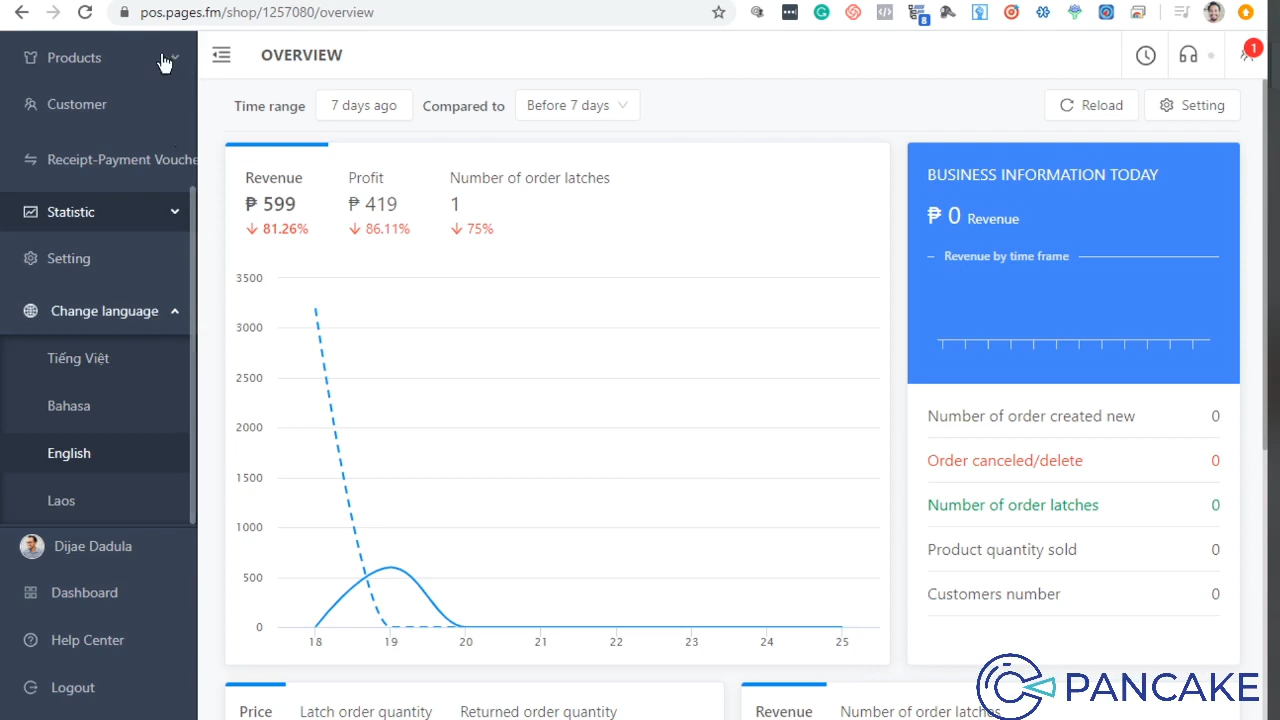 pos.pages.fm/shop/1257080/overview
8
Products
Customer
Receipt-Payment Vouche
Statistic
Setting
Change language
Tiếng Việt
Bahasa
English
Laos
Dijae Dadula
Dashboard
Help Center
Logout
OVERVIEW
1
Time range
7 days ago
Compared to
Before 7 days
Reload
Setting
Revenue
Profit
Number of order latches
₱ 599
₱ 419
1
81.26%
86.11%
75%
3500
3000
2500
2000
1500
1000
500
0
18 19 20 21 22 23 24 25
BUSINESS INFORMATION TODAY
₱ 0 Revenue
Revenue by time frame
Number of order created new 0
Order canceled/delete 0
Number of order latches 0
Product quantity sold 0
Customers number 0
Price Latch order quantity Returned order quantity
Revenue Number of order latches
PANCAKE